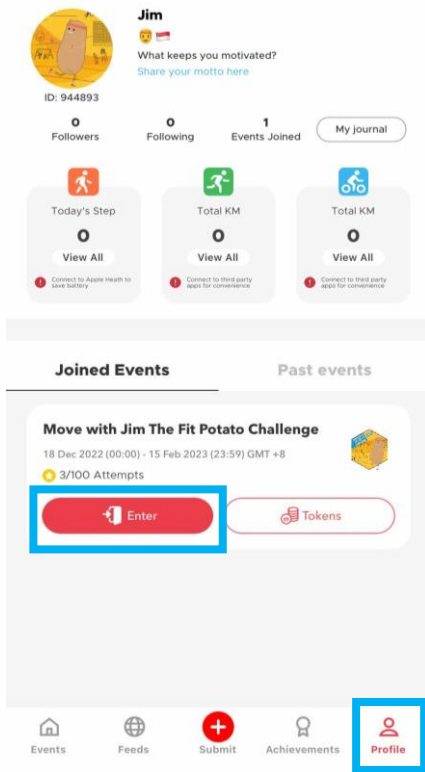 Jim
What keeps you motivated?
Share your motto here
ID: 944893
0
Followers
0
Following
1
Events Joined
My journal
Today's Step
0
View All
Connect to Apple Heath to
save battery
Total KM
0
View All
Connect to third party
apps for convenience
Total KM
0
View All
Connect to third party
apps for convenience
Joined Events
Past events
Move with Jim The Fit Potato Challenge
18 Dec 2022 (00:00) - 15 Feb 2023 (23:59) GMT +8
3/100 Attempts
Enter
Tokens
Events
Feeds
Submit
Achievements
Profile